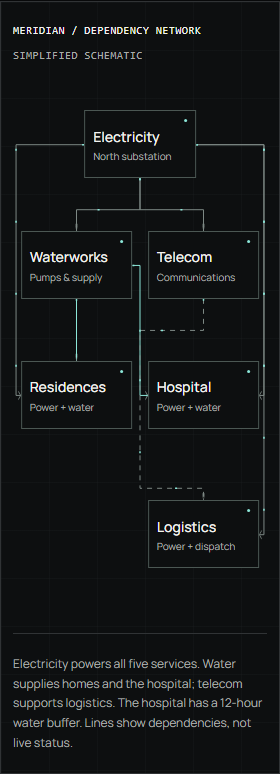 MERIDIAN / DEPENDENCY NETWORK
SIMPLIFIED SCHEMATIC
Electricity
North substation
Waterworks
Pumps & supply
Telecom
Communications
Residences
Power + water
Hospital
Power + water
Logistics
Power + dispatch
Electricity powers all five services. Water
supplies homes and the hospital; telecom
supports logistics. The hospital has a 12-hour
water buffer. Lines show dependencies, not
live status.